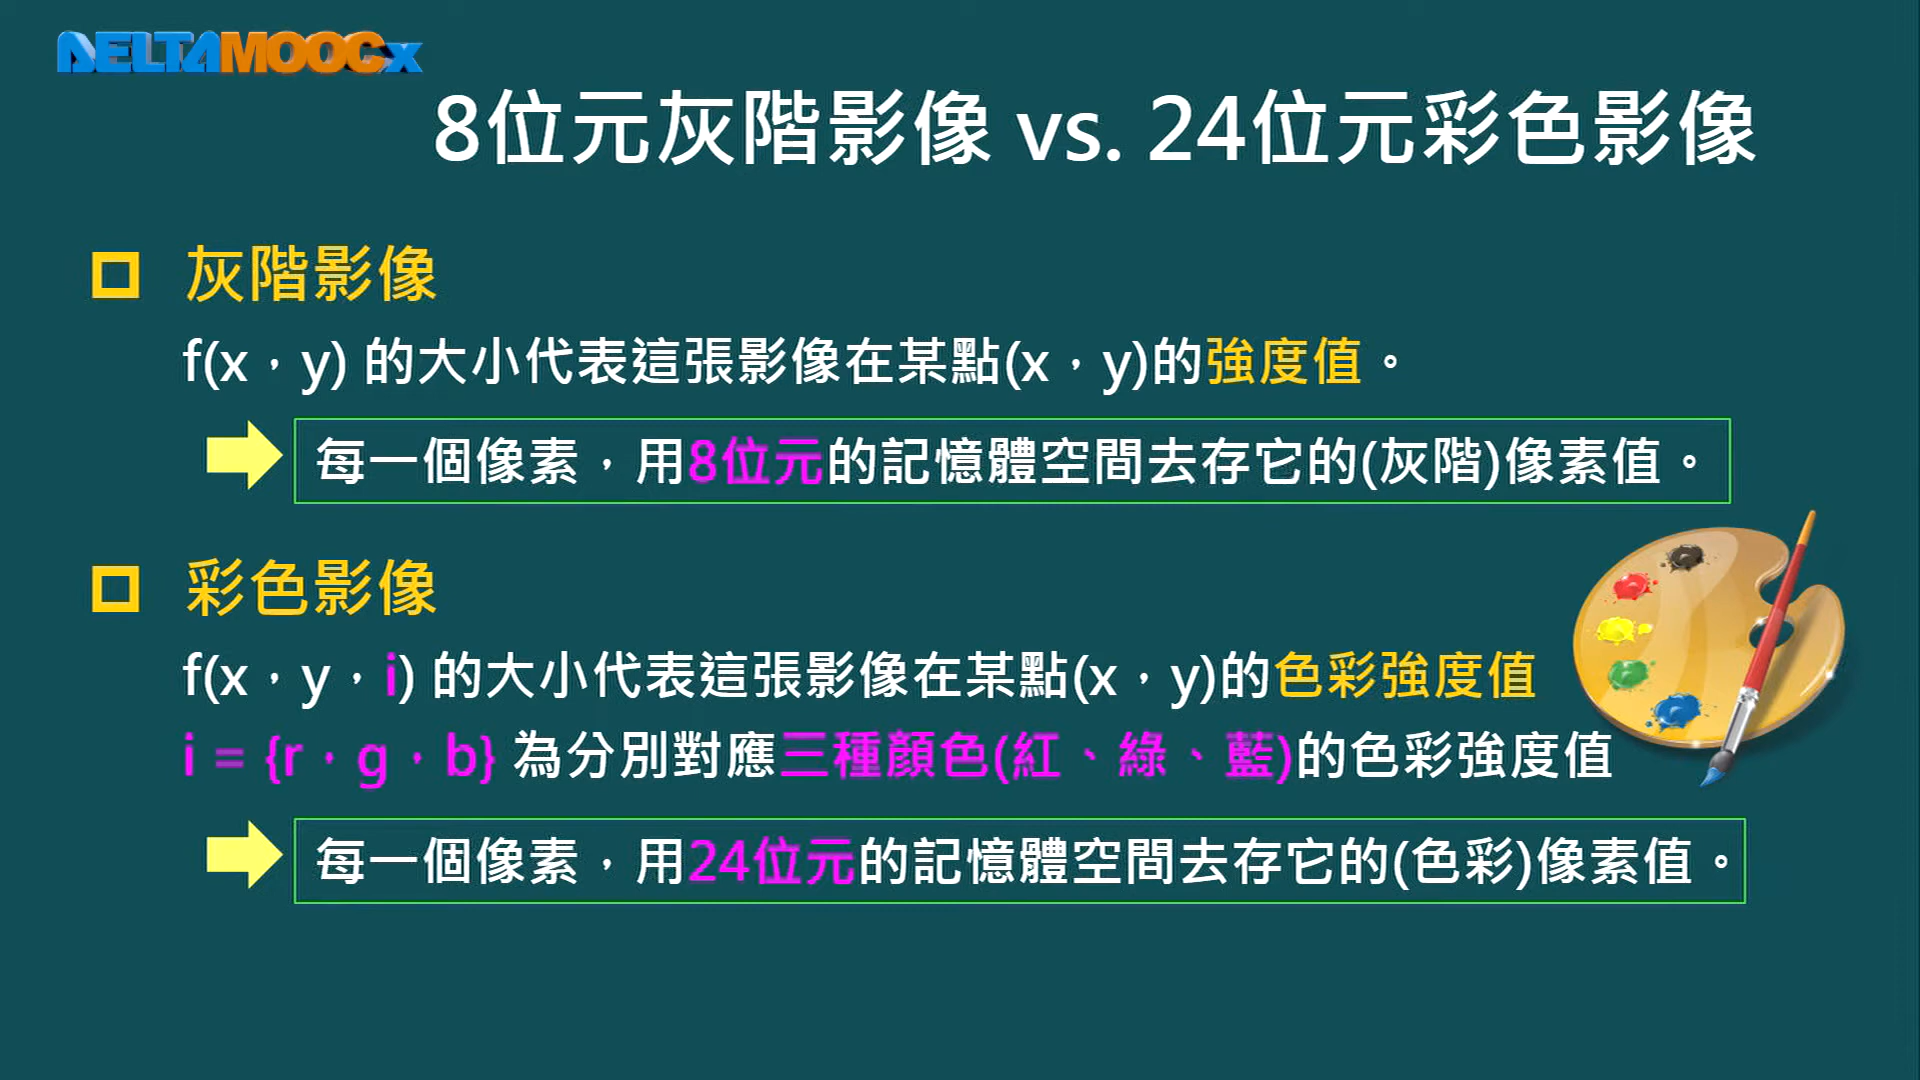 DELTAMOOCx
8位元灰階影像 vs. 24位元彩色影像
灰階影像
f(x，y) 的大小代表這張影像在某點(x，y)的強度值。
每一個像素，用8位元的記憶體空間去存它的(灰階)像素值。
彩色影像
f(x，y，i) 的大小代表這張影像在某點(x，y)的色彩強度值
i = {r，g，b} 為分別對應三種顏色(紅、綠、藍)的色彩強度值
每一個像素，用24位元的記憶體空間去存它的(色彩)像素值。